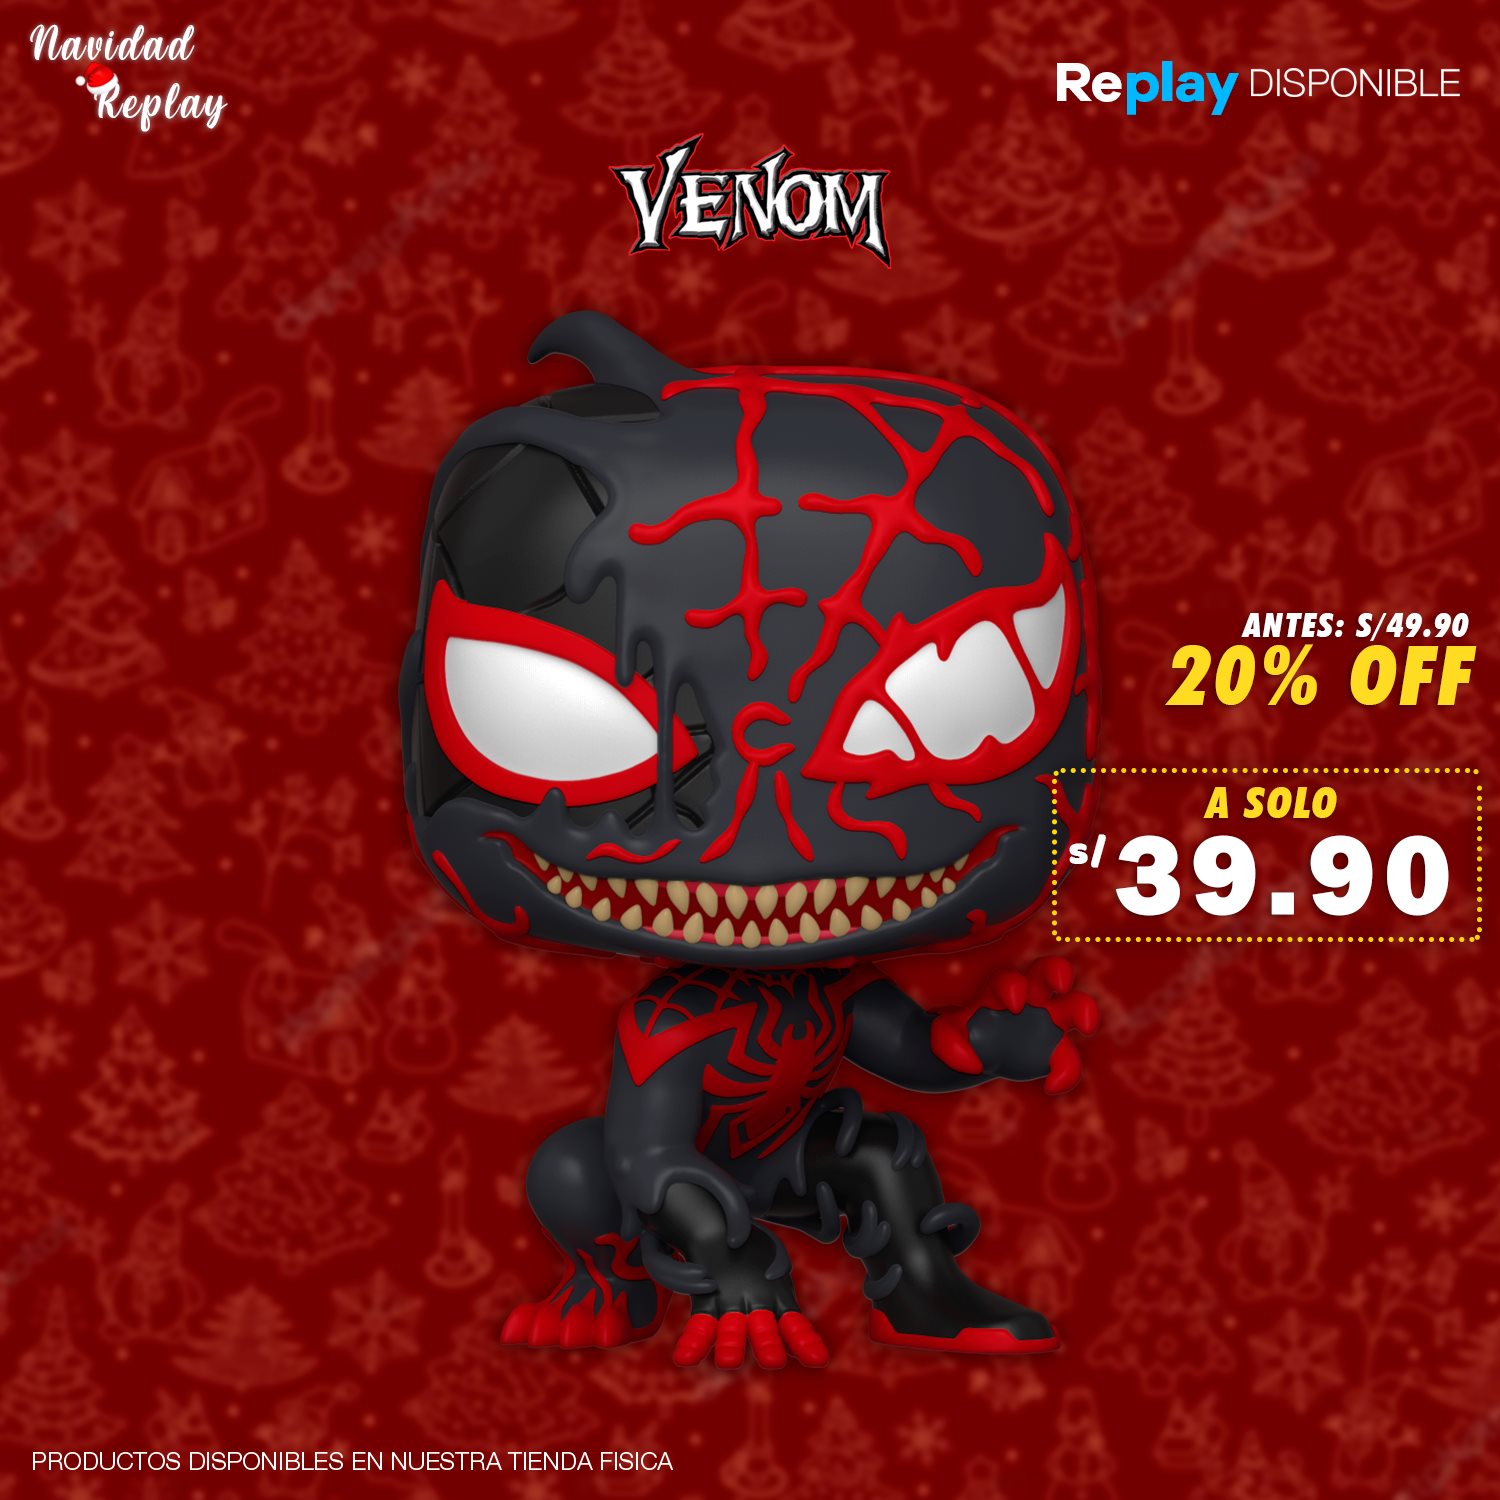 Navidad
Replay
Replay DISPONIBLE
VENOM
ANTES: S/49.90
20% OFF
A SOLO
S/ 39.90
PRODUCTOS DISPONIBLES EN NUESTRA TIENDA FISICA